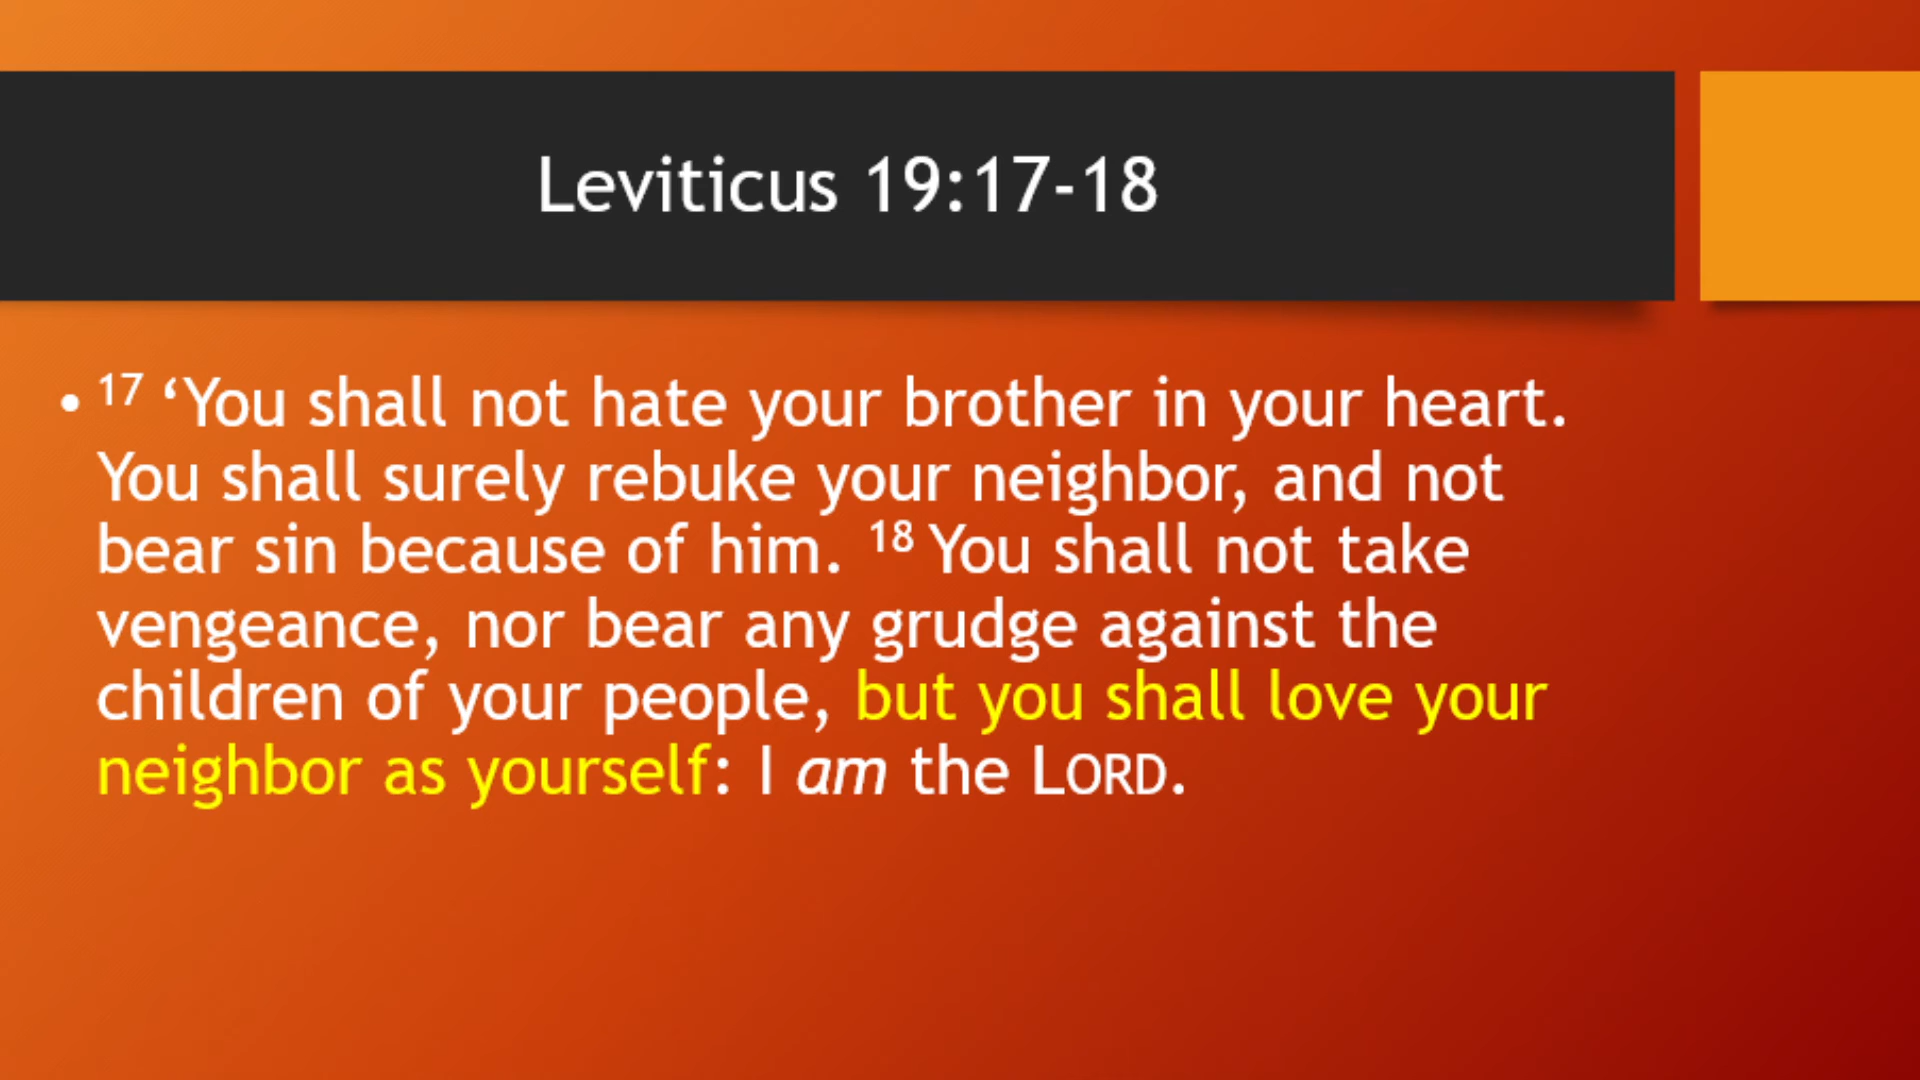 Leviticus 19:17-18
• 17 ‘You shall not hate your brother in your heart.
You shall surely rebuke your neighbor, and not
bear sin because of him. 18 You shall not take
vengeance, nor bear any grudge against the
children of your people, but you shall love your
neighbor as yourself: I am the LORD.